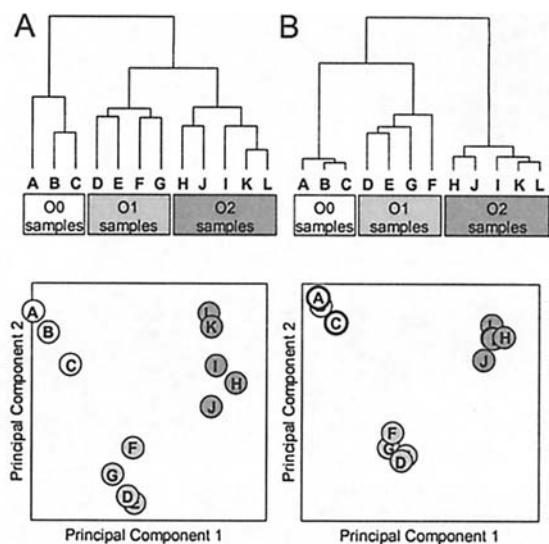 A
B
A B C D E F G H J I K L
A B C D E G F H J I K L
O0 samples
O1 samples
O2 samples
O0 samples
O1 samples
O2 samples
Principal Component 2
A
B
C
L
K
I
H
J
F
G
D
Principal Component 1
Principal Component 2
A
C
H
J
F
G
D
Principal Component 1